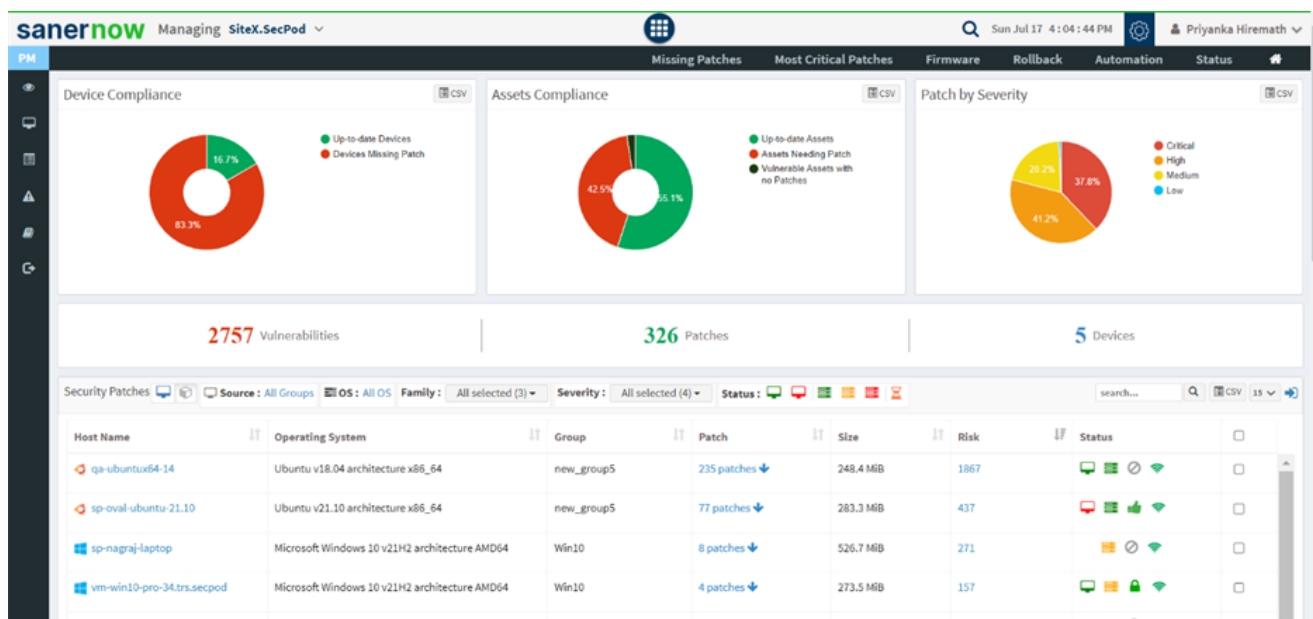 sanernow Managing SiteX.SecPod Sun Jul 17 4:04:44 PM Priyanka Hiremath
PM Missing Patches Most Critical Patches Firmware Rollback Automation Status
Device Compliance CSV
Up-to-date Devices
Devices Missing Patch
16.7%
83.3%
Assets Compliance CSV
Up-to-date Assets
Assets Needing Patch
Vulnerable Assets with
no Patches
42.5%
55.1%
Patch by Severity CSV
Critical
High
Medium
Low
20.2%
37.8%
41.2%
2757 Vulnerabilities 326 Patches 5 Devices
Security Patches Source : All Groups OS : All OS Family : All selected (3) Severity : All selected (4) Status : search... CSV 15
Host Name Operating System Group Patch Size Risk Status
qa-ubuntux64-14 Ubuntu v18.04 architecture x86_64 new_group5 235 patches 248.4 MiB 1867
sp-oval-ubuntu-21.10 Ubuntu v21.10 architecture x86_64 new_group5 77 patches 283.3 MiB 437
sp-nagraj-laptop Microsoft Windows 10 v21H2 architecture AMD64 Win10 8 patches 526.7 MiB 271
vm-win10-pro-34.trs.secpod Microsoft Windows 10 v21H2 architecture AMD64 Win10 4 patches 273.5 MiB 157